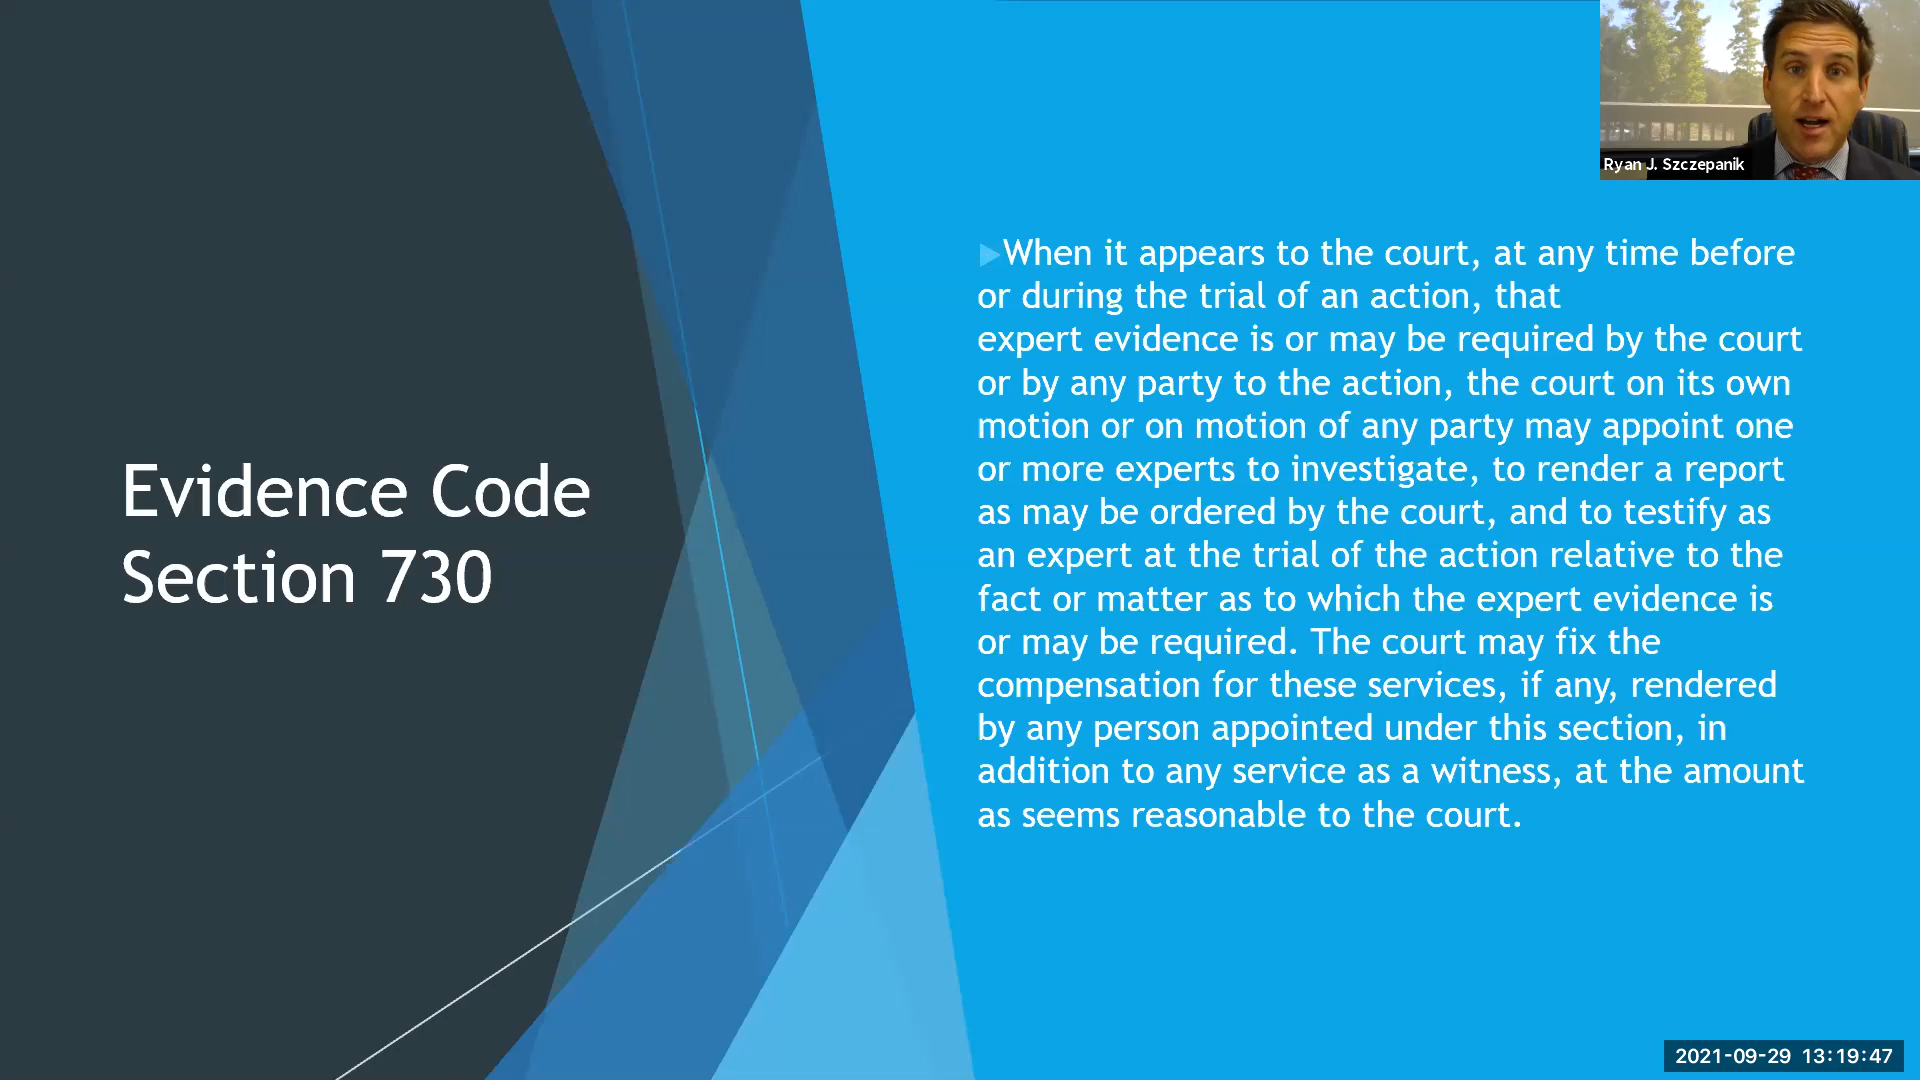 Ryan J. Szczepanik
Evidence Code
Section 730
When it appears to the court, at any time before
or during the trial of an action, that
expert evidence is or may be required by the court
or by any party to the action, the court on its own
motion or on motion of any party may appoint one
or more experts to investigate, to render a report
as may be ordered by the court, and to testify as
an expert at the trial of the action relative to the
fact or matter as to which the expert evidence is
or may be required. The court may fix the
compensation for these services, if any, rendered
by any person appointed under this section, in
addition to any service as a witness, at the amount
as seems reasonable to the court.
2021-09-29 13:19:47